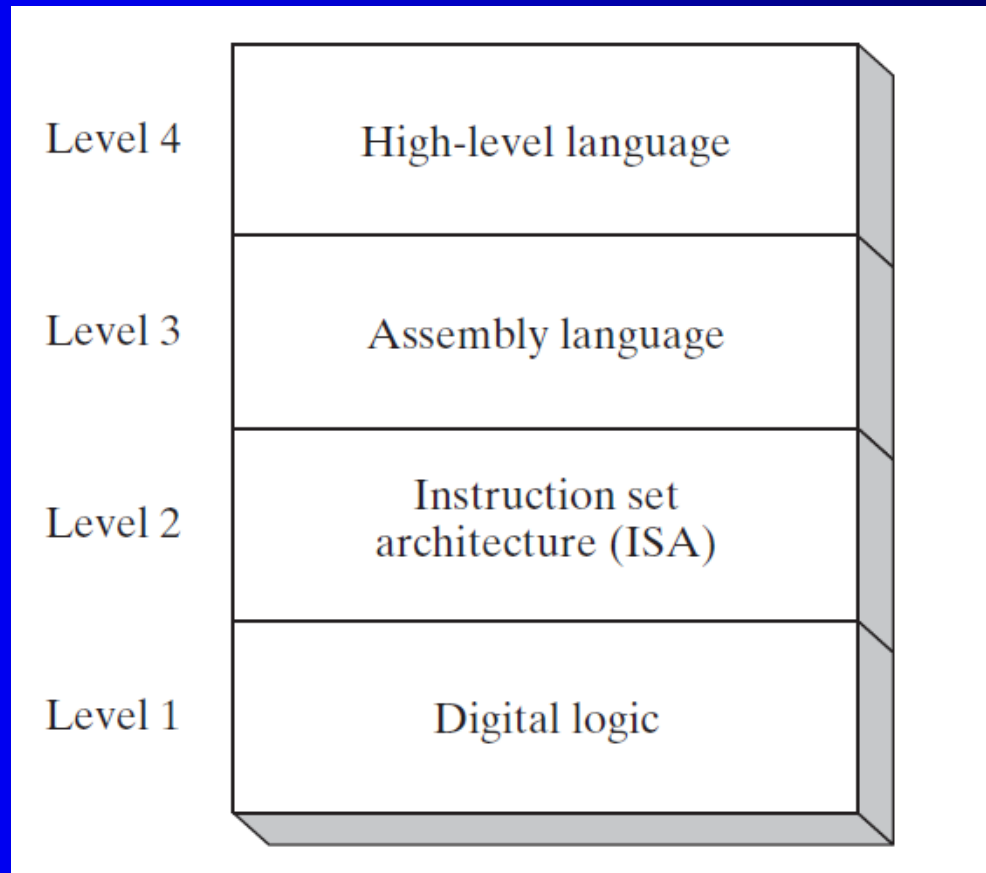 Level 4
High-level language
Level 3
Assembly language
Level 2
Instruction set
architecture (ISA)
Level 1
Digital logic